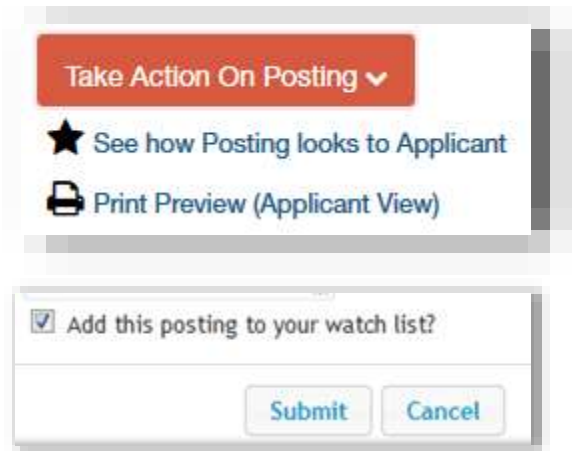 Take Action On Posting
See how Posting looks to Applicant
Print Preview (Applicant View)
Add this posting to your watch list?
Submit Cancel